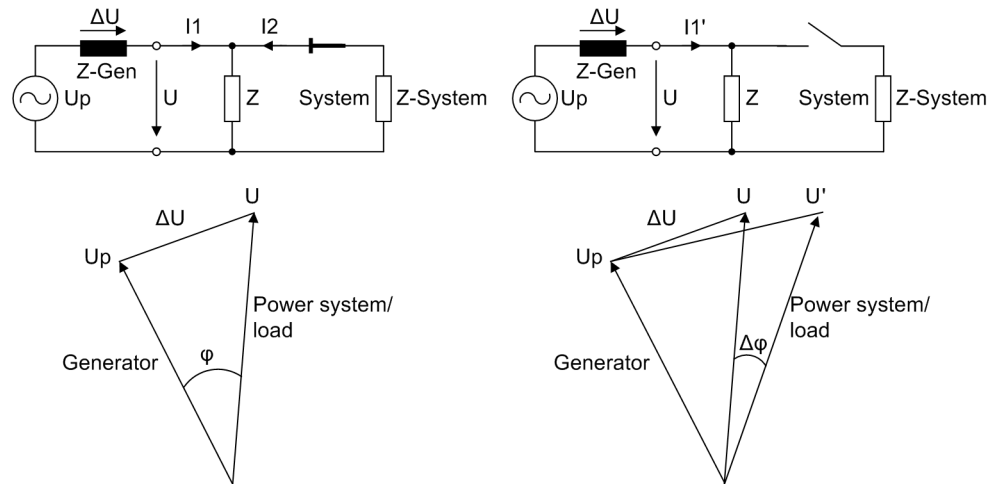 ΔU
I1
I2
Z-Gen
Up
U
Z
System
Z-System
ΔU
I1'
Z-Gen
Up
U
Z
System
Z-System
U
ΔU
Up
Power system/
load
Generator
φ
U
U'
ΔU
Up
Power system/
load
Generator
Δφ